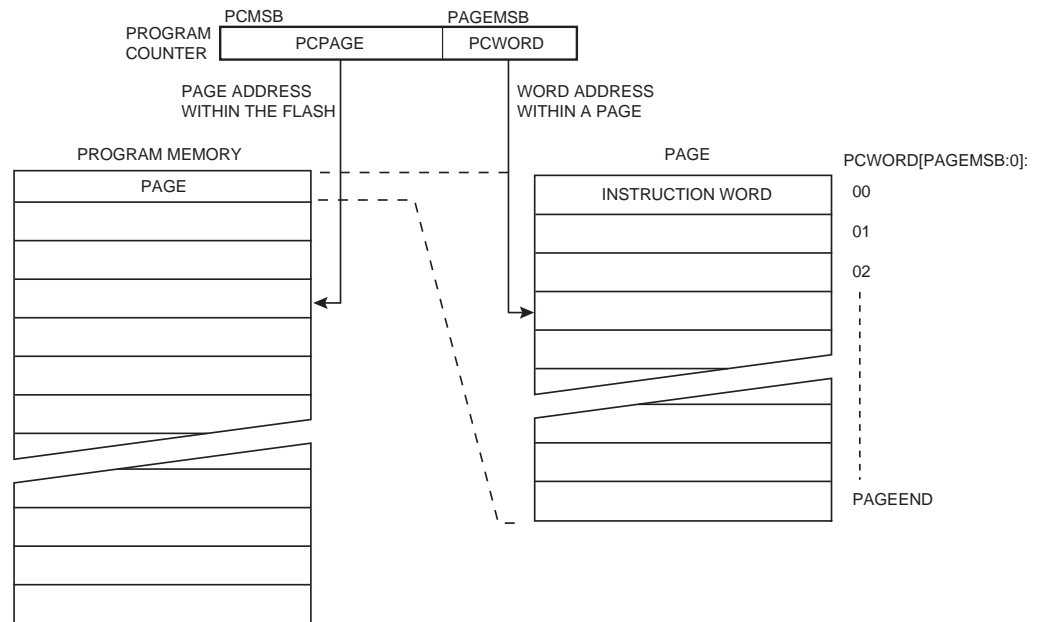 PCMSB PAGEMSB
PROGRAM
COUNTER
PCPAGE PCWORD
PAGE ADDRESS
WITHIN THE FLASH
WORD ADDRESS
WITHIN A PAGE
PROGRAM MEMORY
PAGE
PAGE
INSTRUCTION WORD
PCWORD[PAGEMSB:0]:
00
01
02
PAGEEND